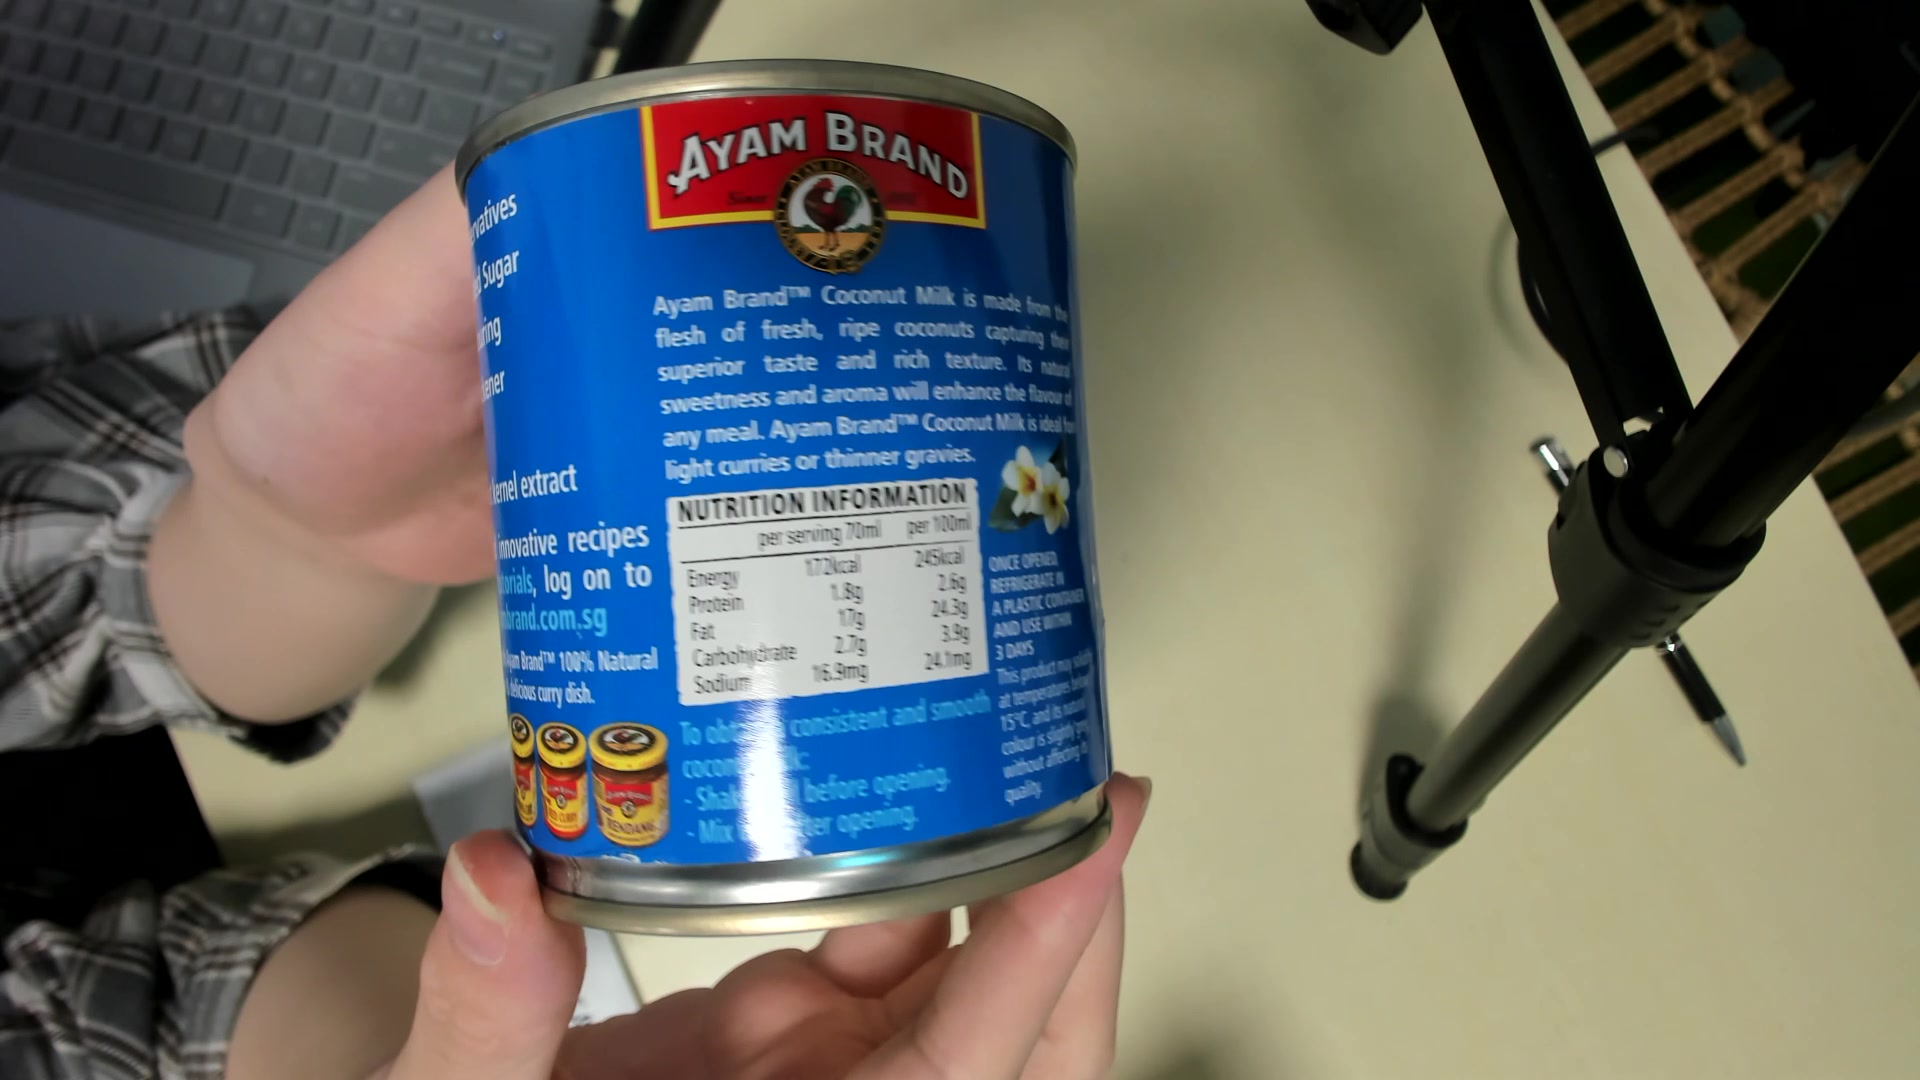 AYAM BRAND
Since
Ayam Brand™ Coconut Milk is made from the
flesh of fresh, ripe coconuts capturing their
superior taste and rich texture. Its natural
sweetness and aroma will enhance the flavour of
any meal. Ayam Brand™ Coconut Milk is ideal for
light curries or thinner gravies.
NUTRITION INFORMATION
per serving 70ml per 100ml
Energy 172kcal 245kcal
Protein 1.8g 2.6g
Fat 17g 24.3g
Carbohydrate 2.7g 3.9g
Sodium 16.9mg 24.1mg
To consistent and smooth
- before opening.
- Mix opening.
ONCE OPENED,
REFRIGERATE IN
A PLASTIC CONTAINER
AND USE WITHIN
3 DAYS
This product may solidify
at temperatures below
15°C, and its natural
colour is slightly grey
without affecting its
quality.
Sugar
kernel extract
innovative recipes
log on to
brand.com.sg
Ayam Brand™ 100% Natural
delicious curry dish.
RENDANG